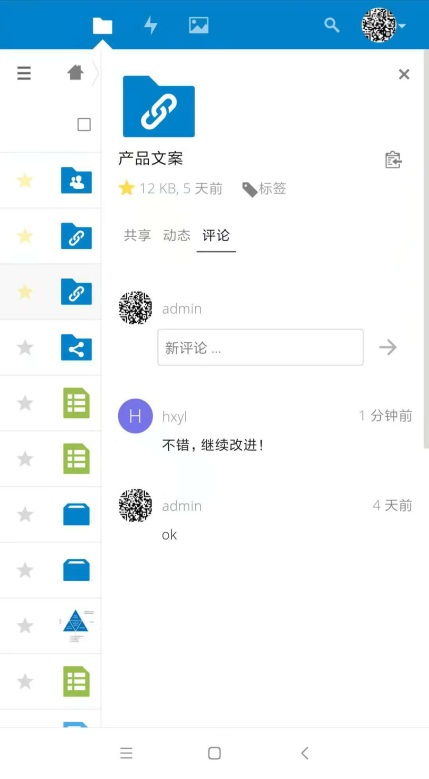 产品文案
12 KB, 5 天前
标签
共享 动态 评论
admin
新评论 ...
H
hxyl
1 分钟前
不错, 继续改进!
admin
4 天前
ok